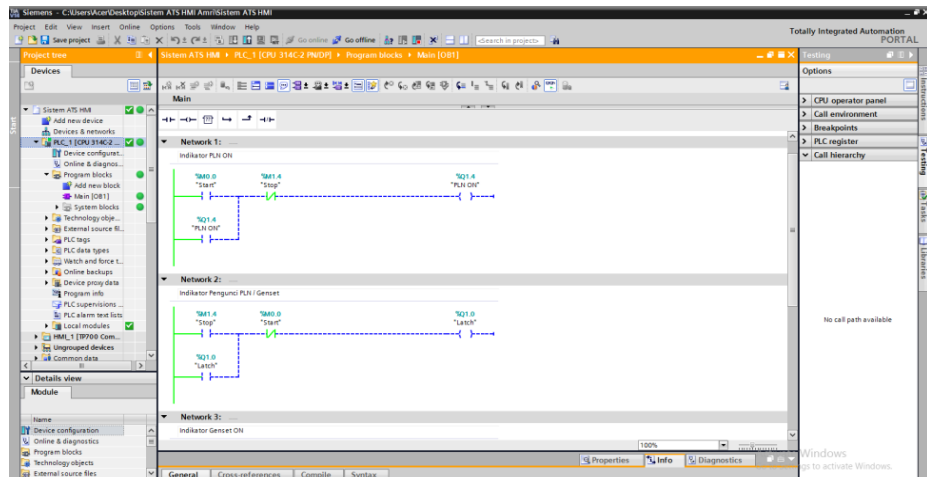 Siemens - C:\Users\Acer\Desktop\Sistem ATS HMI Amri\Sistem ATS HMI
Project Edit View Insert Online Options Tools Window Help
Totally Integrated Automation
PORTAL
Save project
Go online
Go offline
<Search in project>
Project tree
Sistem ATS HMI ▸ PLC_1 [CPU 314C-2 PN/DP] ▸ Program blocks ▸ Main [OB1]
Testing
Devices
Options
Main
Start
Sistem ATS HMI
Add new device
Devices & networks
PLC_1 [CPU 314C-2 ...
Device configurat...
Online & diagnos...
Program blocks
Add new block
Main [OB1]
System blocks
Technology obje...
External source fil...
PLC tags
PLC data types
Watch and force t...
Online backups
Device proxy data
Program info
PLC supervisions ...
PLC alarm text lists
Local modules
HMI_1 [TP700 Com...
Ungrouped devices
Common data
Details view
Module
Name
Device configuration
Online & diagnostics
Program blocks
Technology objects
External source files
Network 1: ....
Indikator PLN ON
%M0.0
"Start"
%M1.4
"Stop"
%Q1.4
"PLN ON"
%Q1.4
"PLN ON"
Network 2: ....
Indikator Pengunci PLN / Genset
%M1.4
"Stop"
%M0.0
"Start"
%Q1.0
"Latch"
%Q1.0
"Latch"
Network 3: ....
Indikator Genset ON
100%
Properties
Info
Diagnostics
General
Cross-references
Compile
Syntax
CPU operator panel
Call environment
Breakpoints
PLC register
Call hierarchy
No call path available
Instructions
Testing
Tasks
Libraries
Windows
to activate Windows.